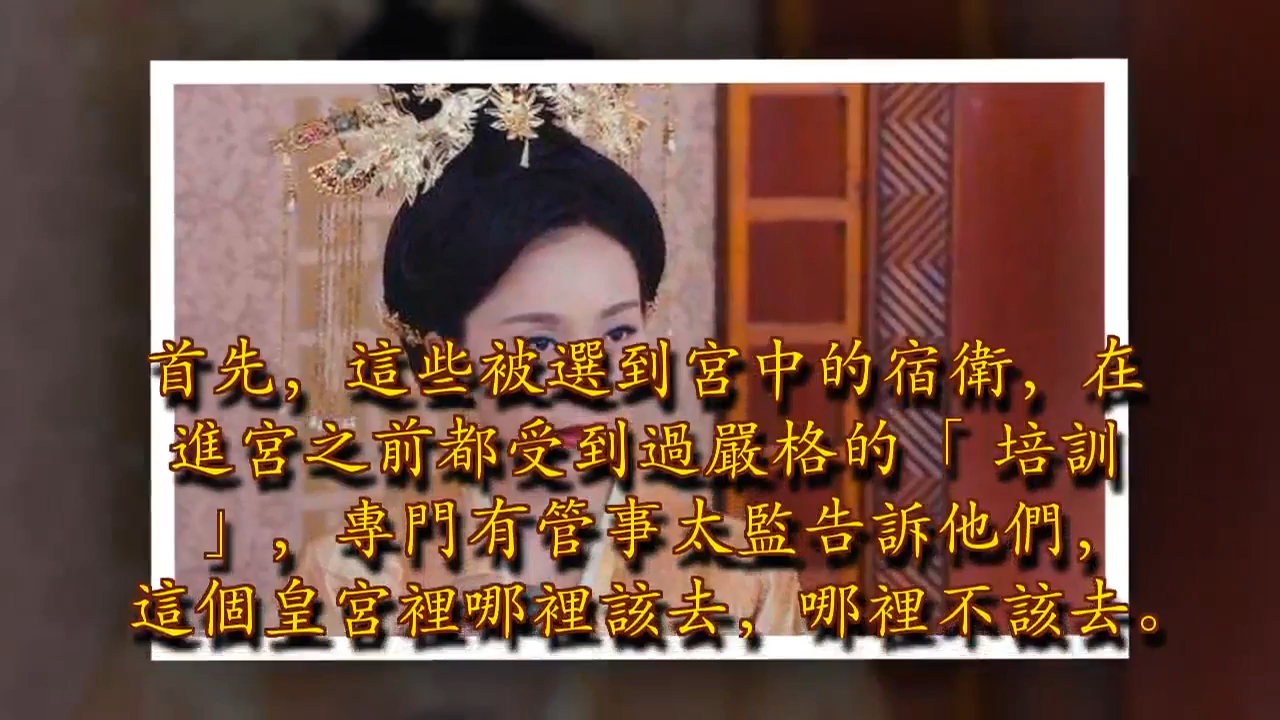 首先，這些被選到宮中的宿衛，在
進宮之前都受到過嚴格的「 培訓
」，專門有管事太監告訴他們，
這個皇宮裡哪裡該去，哪裡不該去。